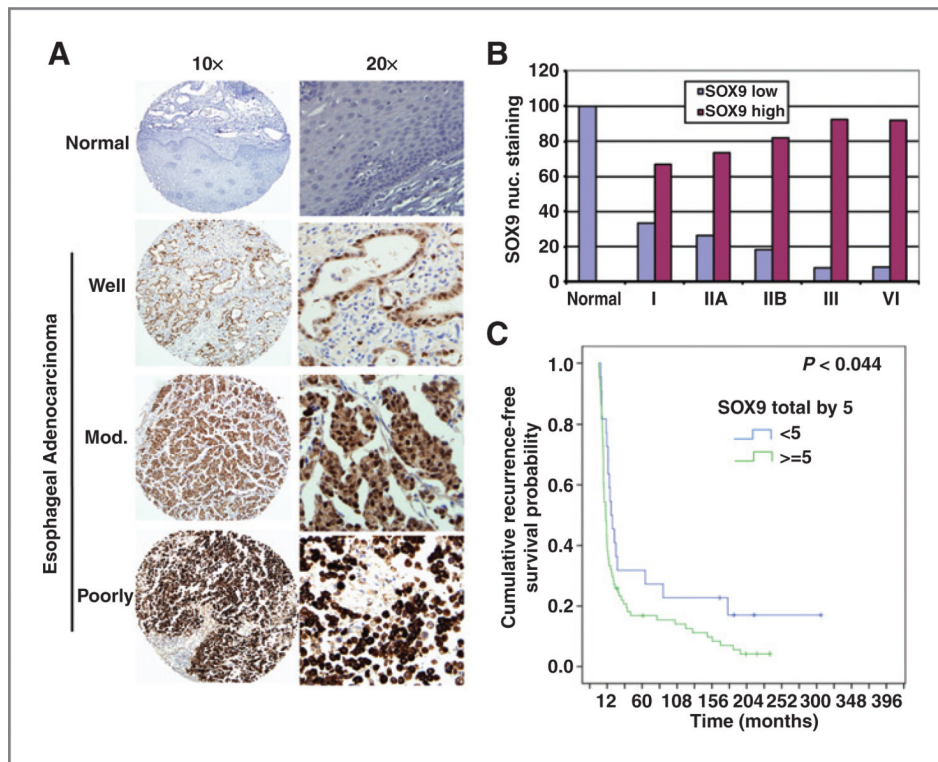 A
10×
20×
Normal
Well
Mod.
Poorly
Esophageal Adenocarcinoma
B
120
100
80
60
40
20
0
SOX9 nuc. staining
SOX9 low
SOX9 high
Normal I IIA IIB III VI
C
P < 0.044
SOX9 total by 5
<5
>=5
1.0
0.8
0.6
0.4
0.2
0.0
Cumulative recurrence-free
survival probability
12 60 108 156 204 252 300 348 396
Time (months)